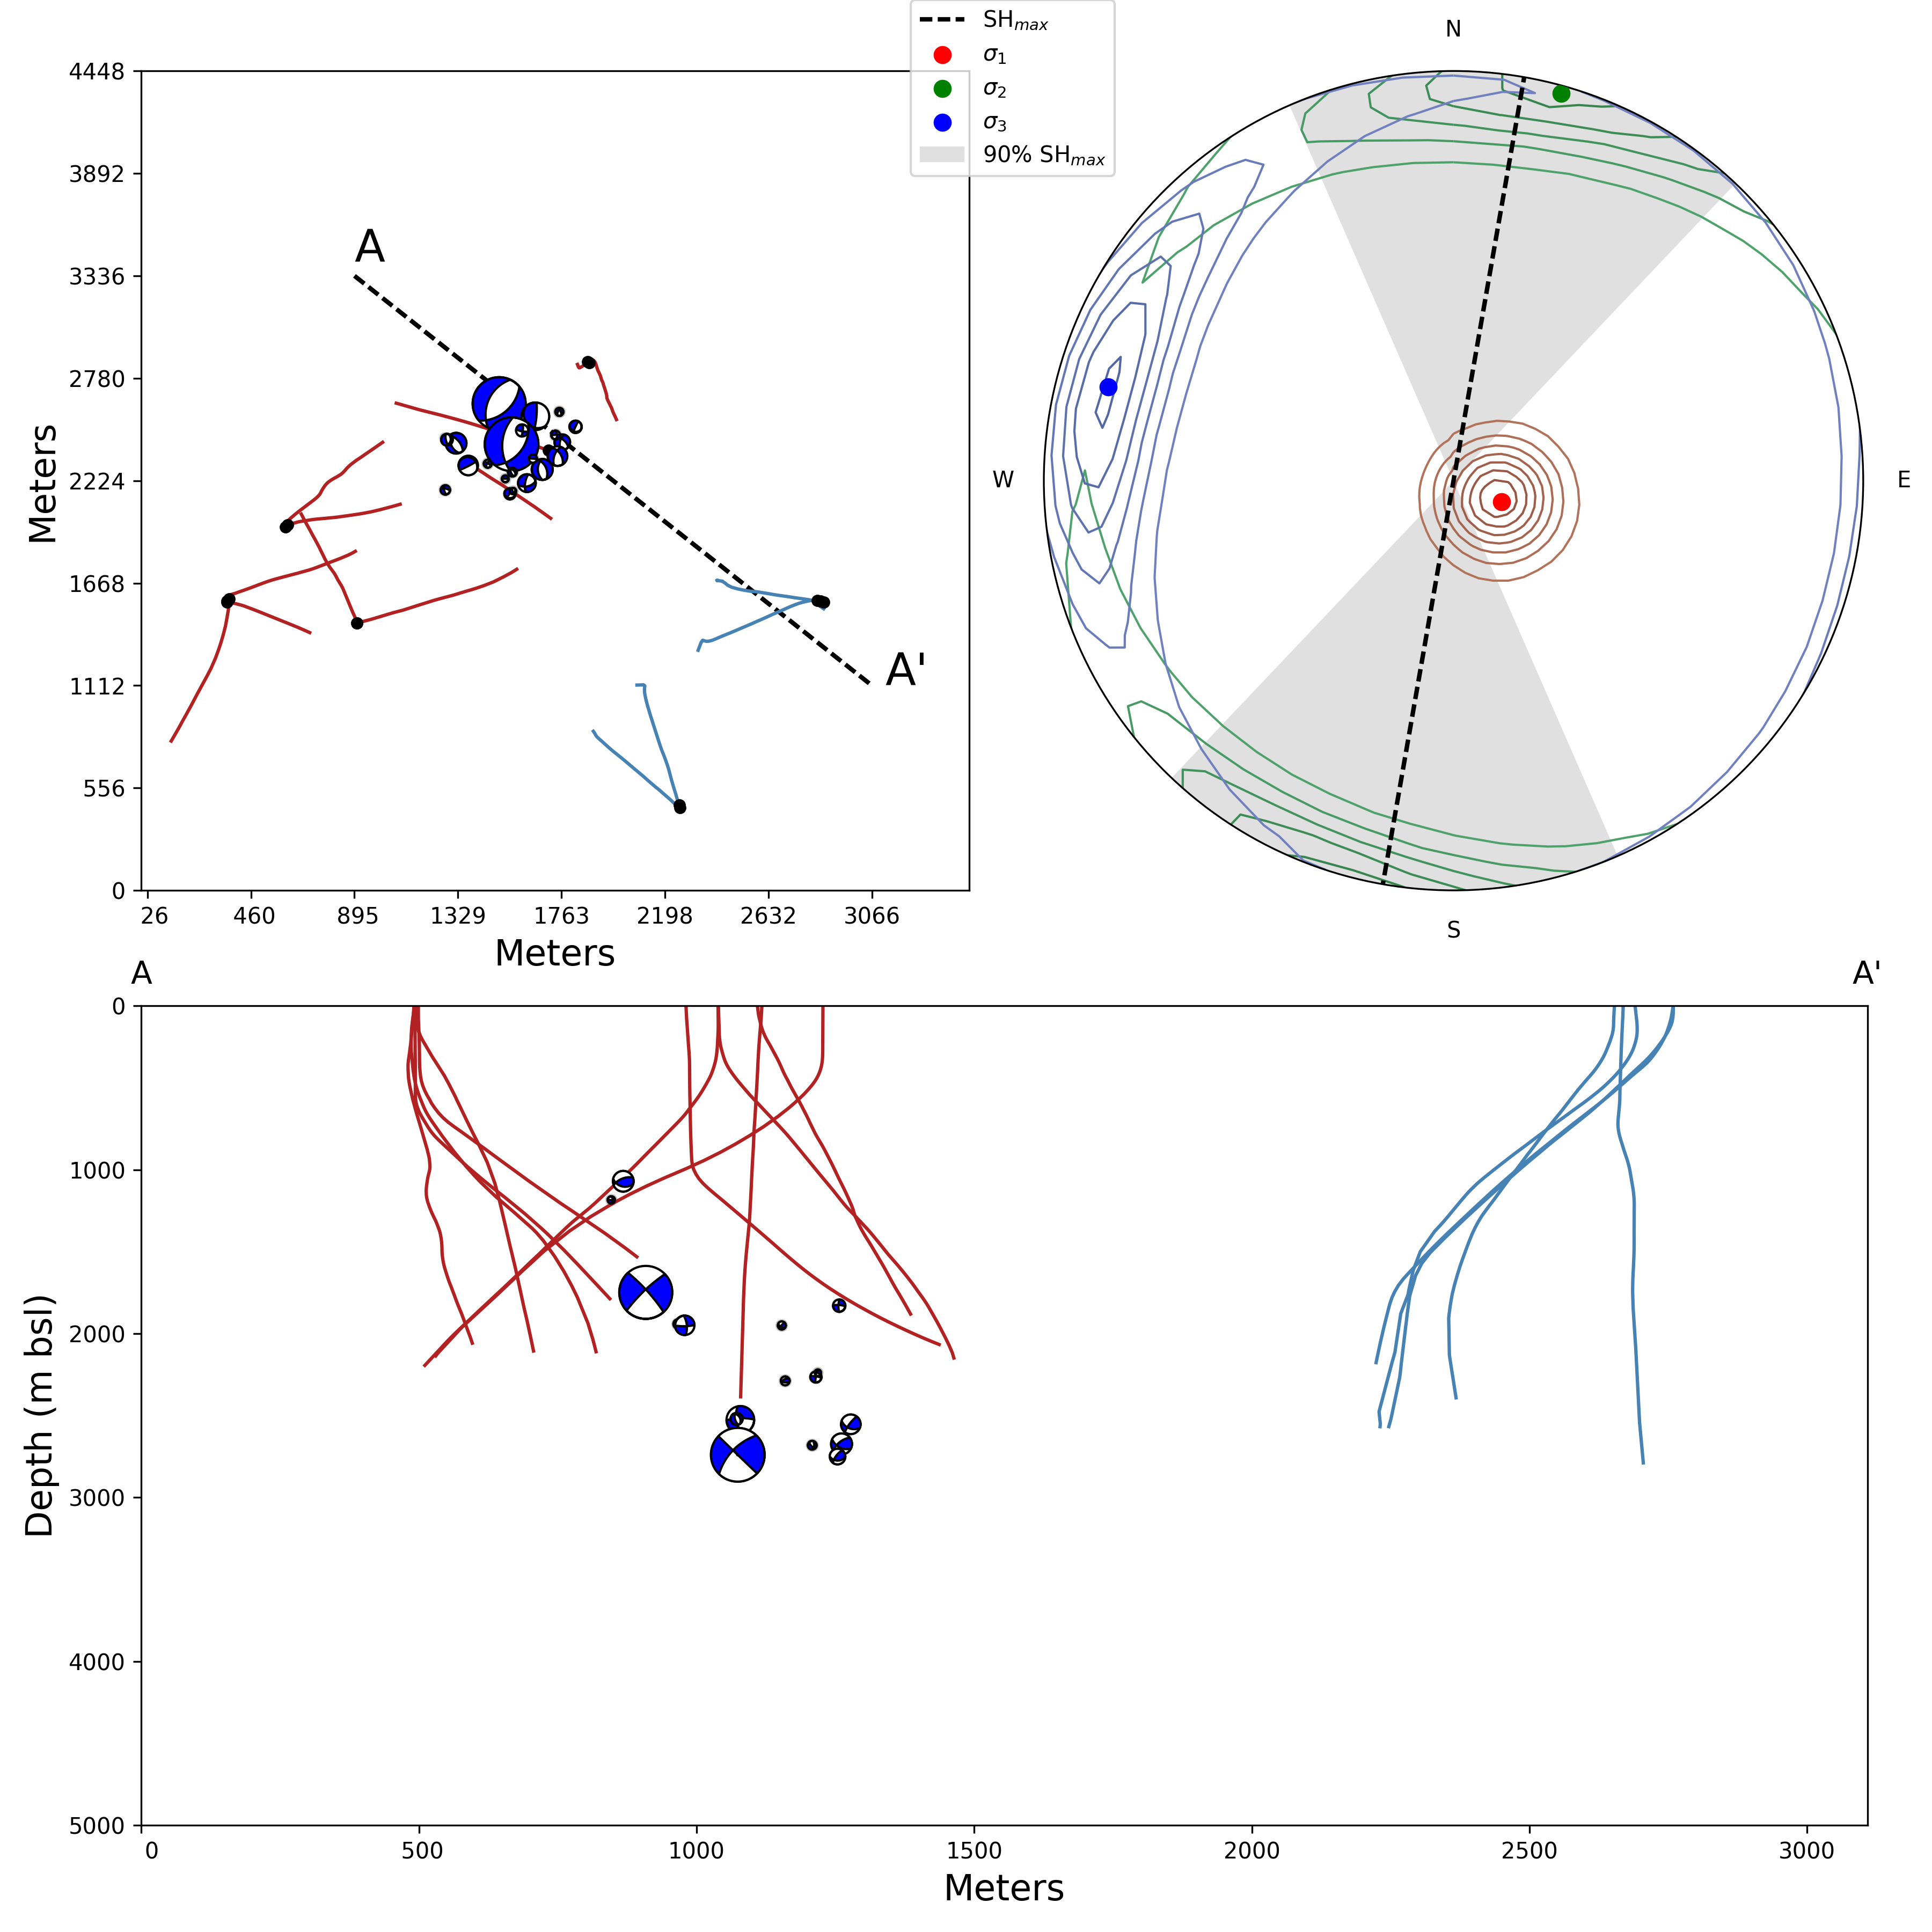 SHmax
σ1
σ2
σ3
90% SHmax
N
W
E
S
4448
3892
3336
2780
2224
1668
1112
556
0
Meters
A
A'
26 460 895 1329 1763 2198 2632 3066
Meters
A A'
0
1000
2000
3000
4000
5000
Depth (m bsl)
0 500 1000 1500 2000 2500 3000
Meters